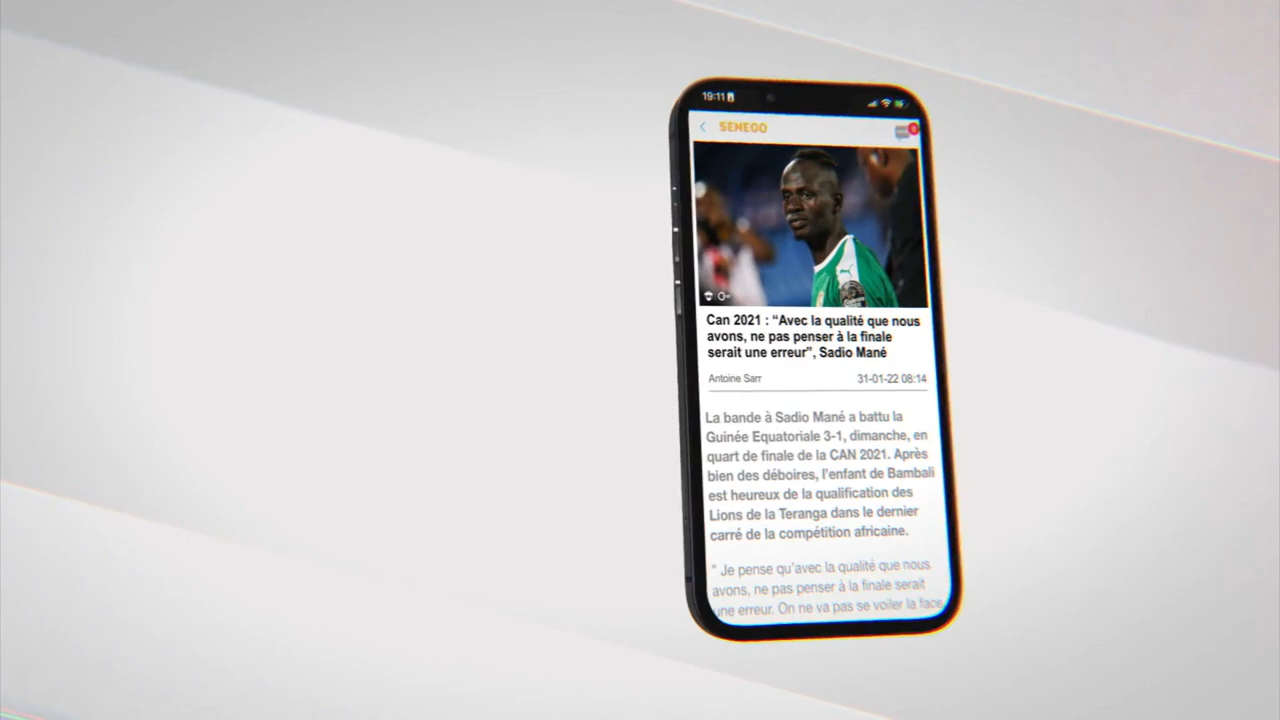 19:11
SENEGO
Can 2021 : “Avec la qualité que nous
avons, ne pas penser à la finale
serait une erreur”, Sadio Mané
Antoine Sarr 31-01-22 08:14
La bande à Sadio Mané a battu la
Guinée Equatoriale 3-1, dimanche, en
quart de finale de la CAN 2021. Après
bien des déboires, l’enfant de Bambali
est heureux de la qualification des
Lions de la Teranga dans le dernier
carré de la compétition africaine.
“ Je pense qu’avec la qualité que nous
avons, ne pas penser à la finale serait
une erreur. On ne va pas se voiler la face